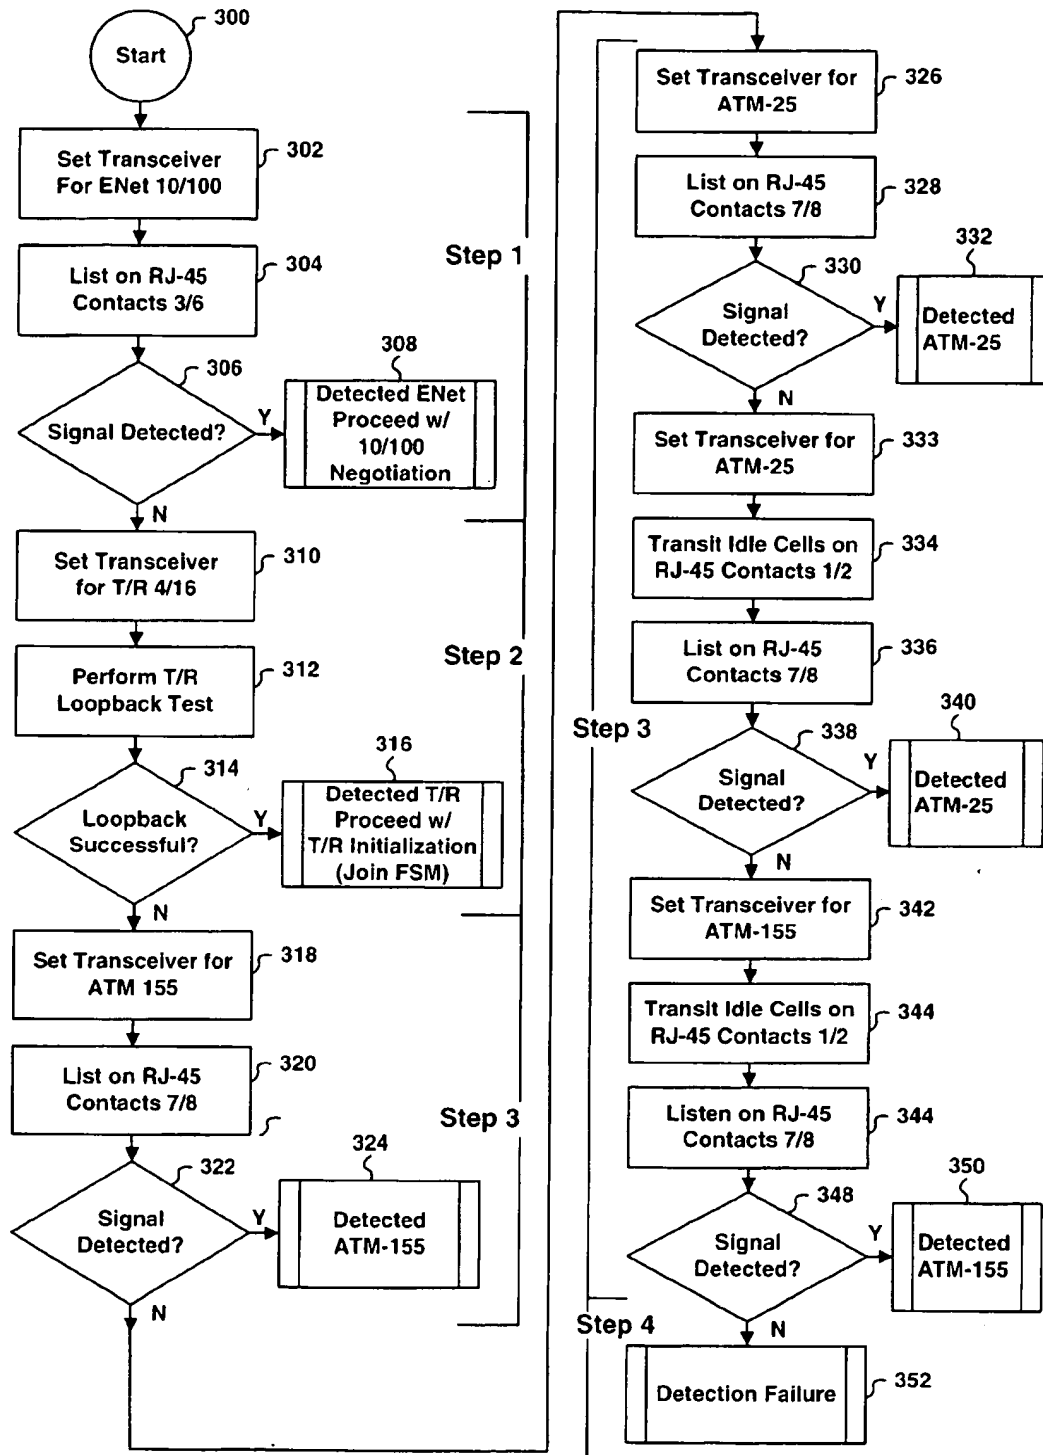 300
Start
Set Transceiver
For ENet 10/100
302
List on RJ-45
Contacts 3/6
304
Step 1
306
Signal Detected?
Y
308
Detected ENet
Proceed w/
10/100
Negotiation
N
Set Transceiver
for T/R 4/16
310
Perform T/R
Loopback Test
312
Step 2
314
Loopback
Successful?
Y
316
Detected T/R
Proceed w/
T/R Initialization
(Join FSM)
N
Set Transceiver for
ATM 155
318
List on RJ-45
Contacts 7/8
320
Step 3
322
Signal
Detected?
Y
324
Detected
ATM-155
N
Set Transceiver for
ATM-25
326
List on RJ-45
Contacts 7/8
328
330
Signal
Detected?
Y
332
Detected
ATM-25
N
Set Transceiver for
ATM-25
333
Transit Idle Cells on
RJ-45 Contacts 1/2
334
List on RJ-45
Contacts 7/8
336
Step 3
338
Signal
Detected?
Y
340
Detected
ATM-25
N
Set Transceiver for
ATM-155
342
Transit Idle Cells on
RJ-45 Contacts 1/2
344
Listen on RJ-45
Contacts 7/8
344
348
Signal
Detected?
Y
350
Detected
ATM-155
Step 4
N
Detection Failure
352